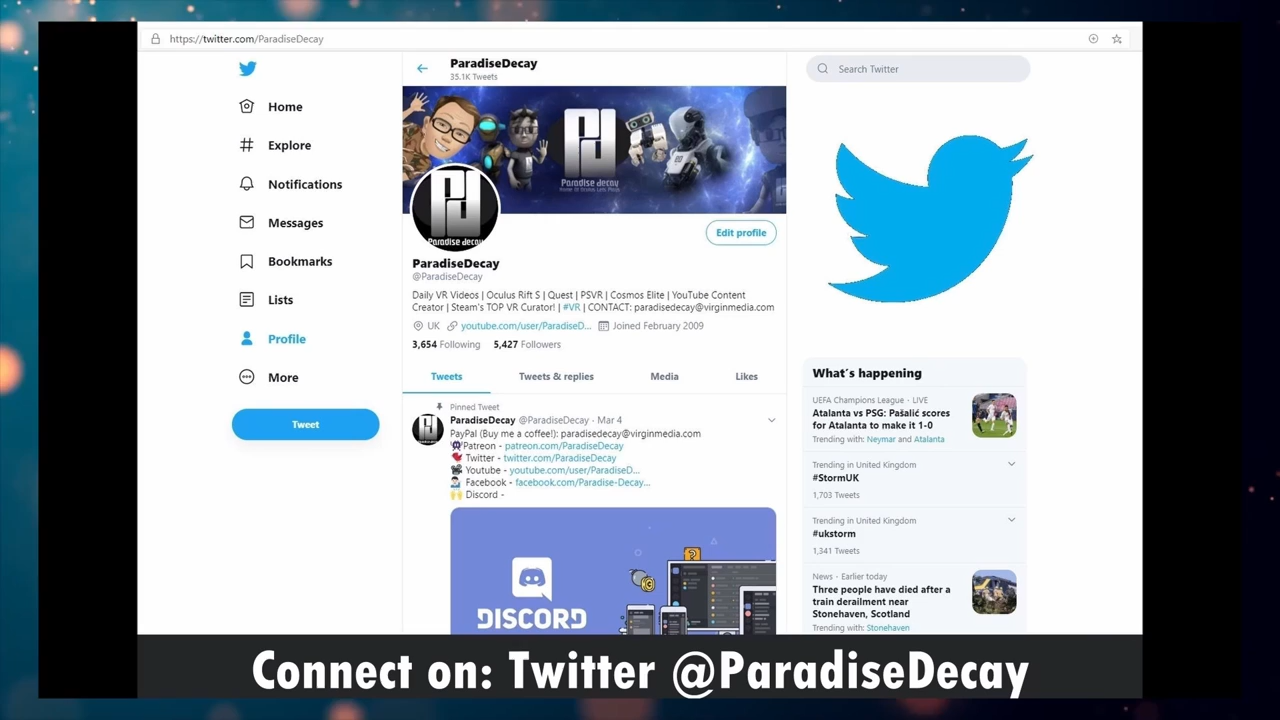 https://twitter.com/ParadiseDecay
Home
Explore
Notifications
Messages
Bookmarks
Lists
Profile
More
Tweet
ParadiseDecay
35.1K Tweets
PD
Paradise decay
Paradise decay
Edit profile
ParadiseDecay
@ParadiseDecay
Daily VR Videos | Oculus Rift S | Quest | PSVR | Cosmos Elite | YouTube Content
Creator | Steam's TOP VR Curator! | #VR | CONTACT: paradisedecay@virginmedia.com
UK youtube.com/user/ParadiseD... Joined February 2009
3,654 Following 5,427 Followers
Tweets Tweets & replies Media Likes
Pinned Tweet
ParadiseDecay @ParadiseDecay · Mar 4
PayPal (Buy me a coffee!): paradisedecay@virginmedia.com
Patreon - patreon.com/ParadiseDecay
Twitter - twitter.com/ParadiseDecay
Youtube - youtube.com/user/ParadiseD...
Facebook - facebook.com/Paradise-Decay...
Discord -
DISCORD
Search Twitter
What's happening
UEFA Champions League · LIVE
Atalanta vs PSG: Pašalić scores
for Atalanta to make it 1-0
Trending with: Neymar and Atalanta
Trending in United Kingdom
#StormUK
1,703 Tweets
Trending in United Kingdom
#ukstorm
1,341 Tweets
News · Earlier today
Three people have died after a
train derailment near
Stonehaven, Scotland
Trending with: Stonehaven
Connect on: Twitter @ParadiseDecay